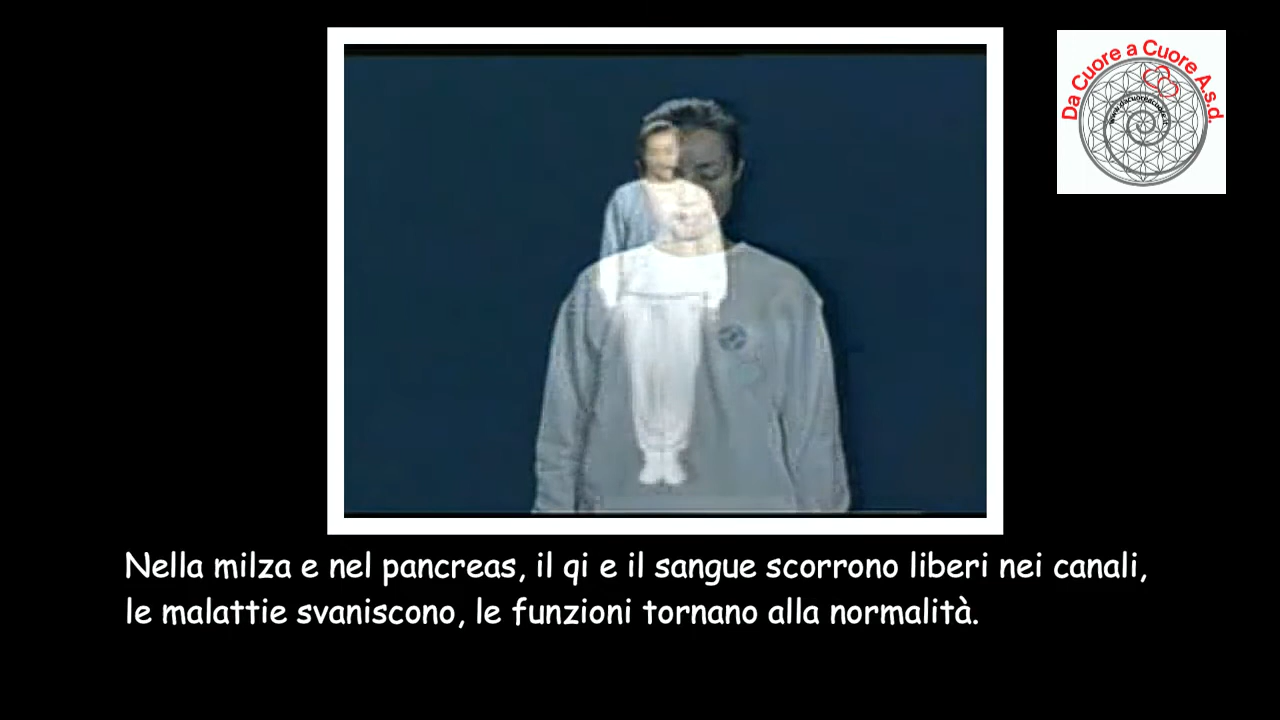 Da Cuore a Cuore A.s.d.
Nella milza e nel pancreas, il qi e il sangue scorrono liberi nei canali,
le malattie svaniscono, le funzioni tornano alla normalità.